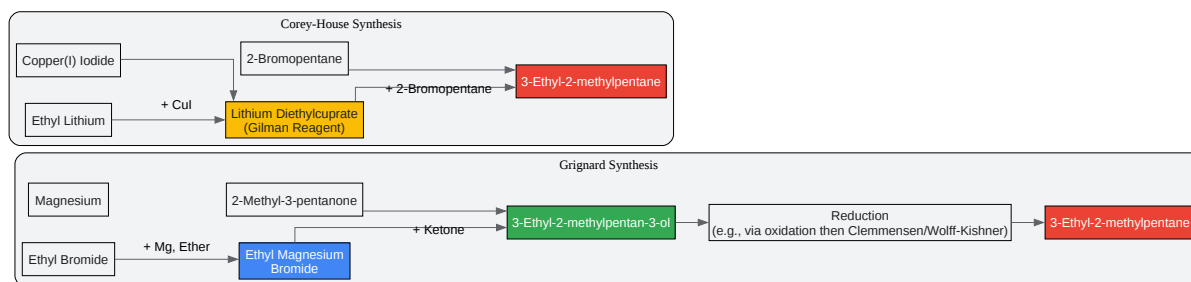 Corey-House Synthesis
Copper(I) Iodide
2-Bromopentane
3-Ethyl-2-methylpentane
+ CuI
+ 2-Bromopentane
Ethyl Lithium
Lithium Diethylcuprate
(Gilman Reagent)
Grignard Synthesis
Magnesium
2-Methyl-3-pentanone
3-Ethyl-2-methylpentan-3-ol
Reduction
(e.g., via oxidation then Clemmensen/Wolff-Kishner)
3-Ethyl-2-methylpentane
+ Ketone
+ Mg, Ether
Ethyl Bromide
Ethyl Magnesium
Bromide